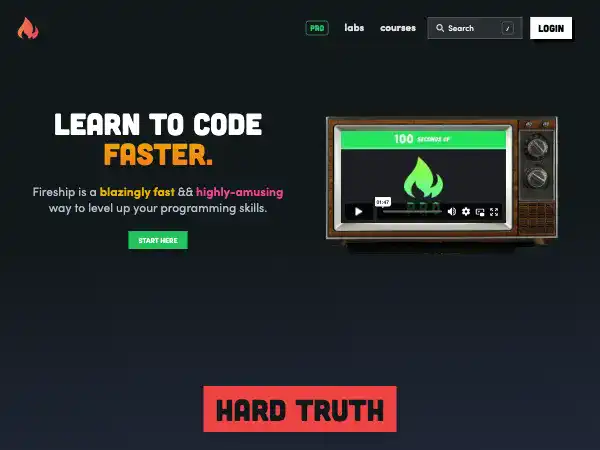 PRO labs courses Search / LOGIN
LEARN TO CODE
FASTER.
Fireship is a blazingly fast && highly-amusing
way to level up your programming skills.
START HERE
100 SECONDS OF
PRO
01:47
HARD TRUTH